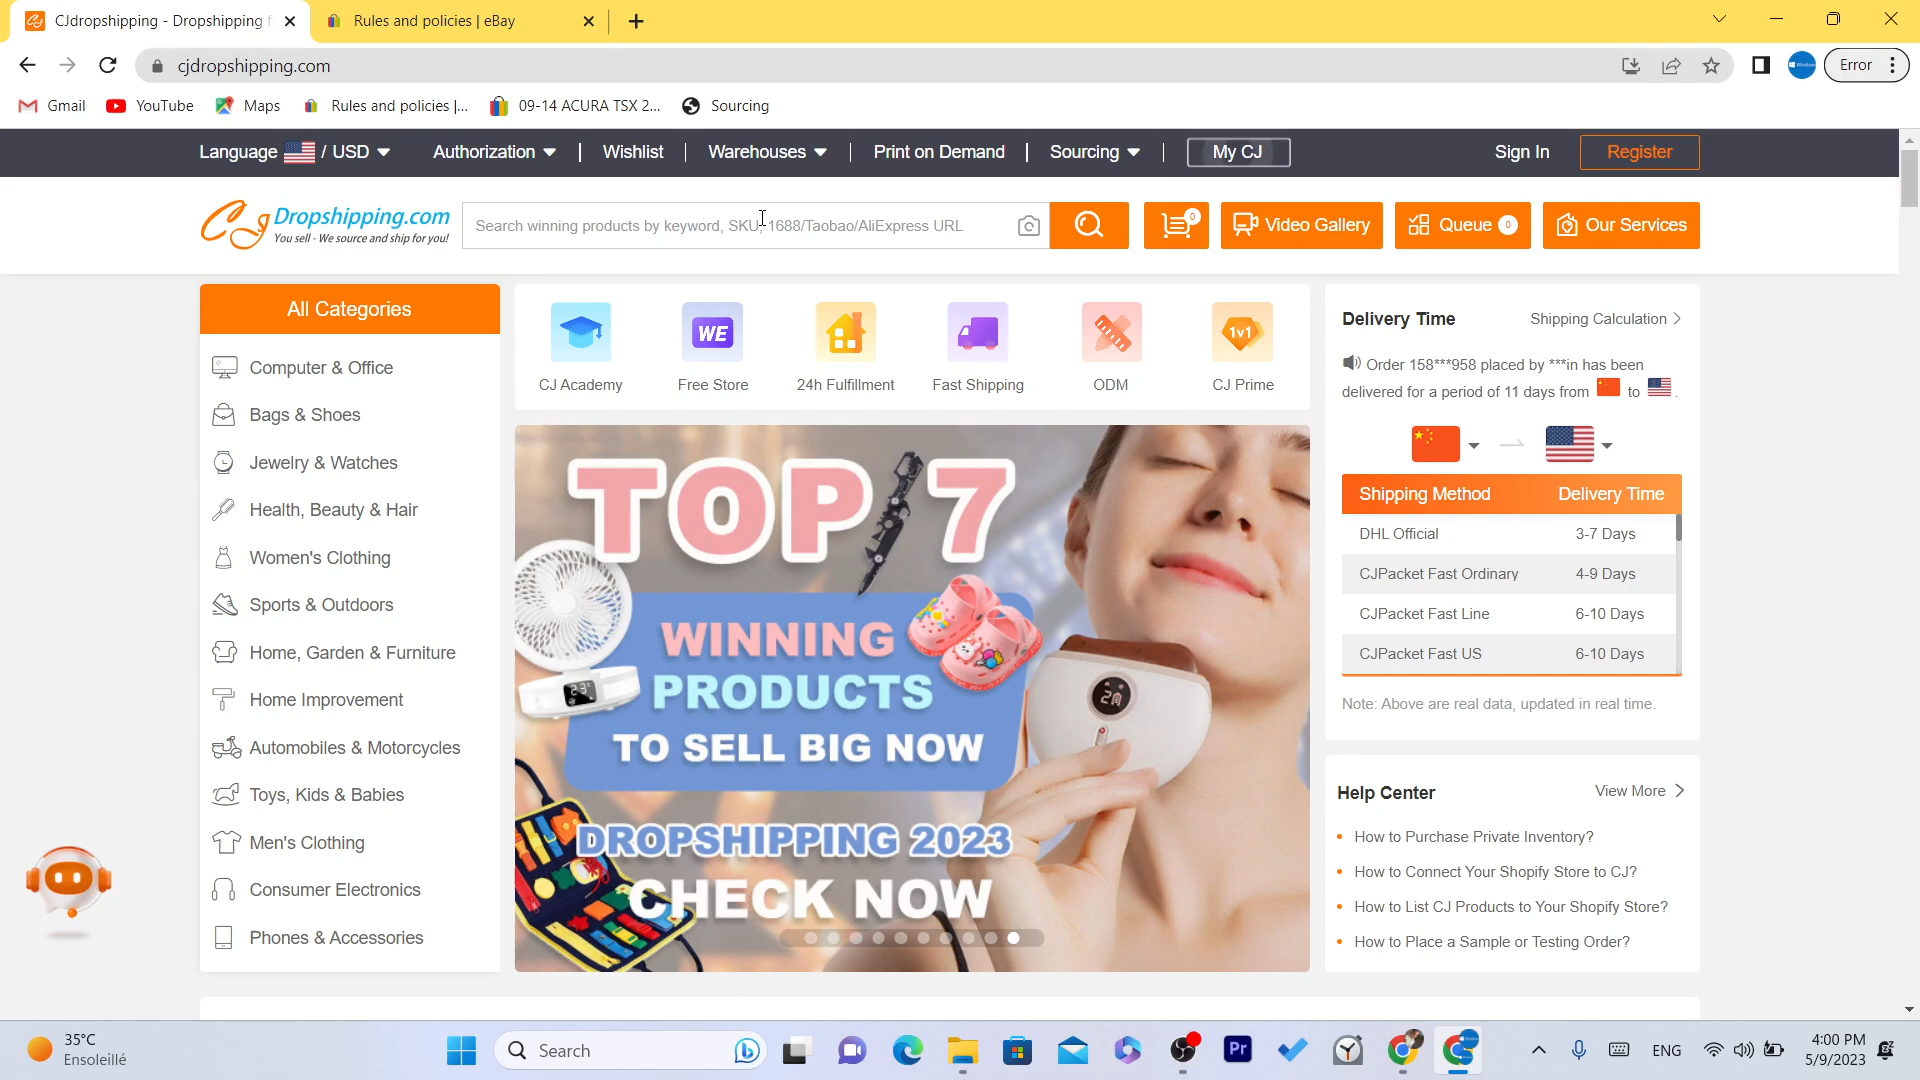 CJdropshipping - Dropshipping f
Rules and policies | eBay
cjdropshipping.com
Error
Gmail
YouTube
Maps
Rules and policies |...
09-14 ACURA TSX 2...
Sourcing
Language / USD
Authorization
Wishlist
Warehouses
Print on Demand
Sourcing
My CJ
Sign In
Register
CJ Dropshipping.com
You sell - We source and ship for you!
Search winning products by keyword, SKU, 1688/Taobao/AliExpress URL
0
Video Gallery
Queue 0
Our Services
All Categories
Computer & Office
Bags & Shoes
Jewelry & Watches
Health, Beauty & Hair
Women's Clothing
Sports & Outdoors
Home, Garden & Furniture
Home Improvement
Automobiles & Motorcycles
Toys, Kids & Babies
Men's Clothing
Consumer Electronics
Phones & Accessories
WE
1v1
CJ Academy
Free Store
24h Fulfillment
Fast Shipping
ODM
CJ Prime
TOP 7
WINNING
PRODUCTS
TO SELL BIG NOW
DROPSHIPPING 2023
CHECK NOW
Delivery Time
Shipping Calculation >
Order 158***958 placed by ***in has been
delivered for a period of 11 days from to .
Shipping Method Delivery Time
DHL Official 3-7 Days
CJPacket Fast Ordinary 4-9 Days
CJPacket Fast Line 6-10 Days
CJPacket Fast US 6-10 Days
Note: Above are real data, updated in real time.
Help Center
View More >
• How to Purchase Private Inventory?
• How to Connect Your Shopify Store to CJ?
• How to List CJ Products to Your Shopify Store?
• How to Place a Sample or Testing Order?
35°C
Ensoleillé
Search
Pr
ENG
4:00 PM
5/9/2023